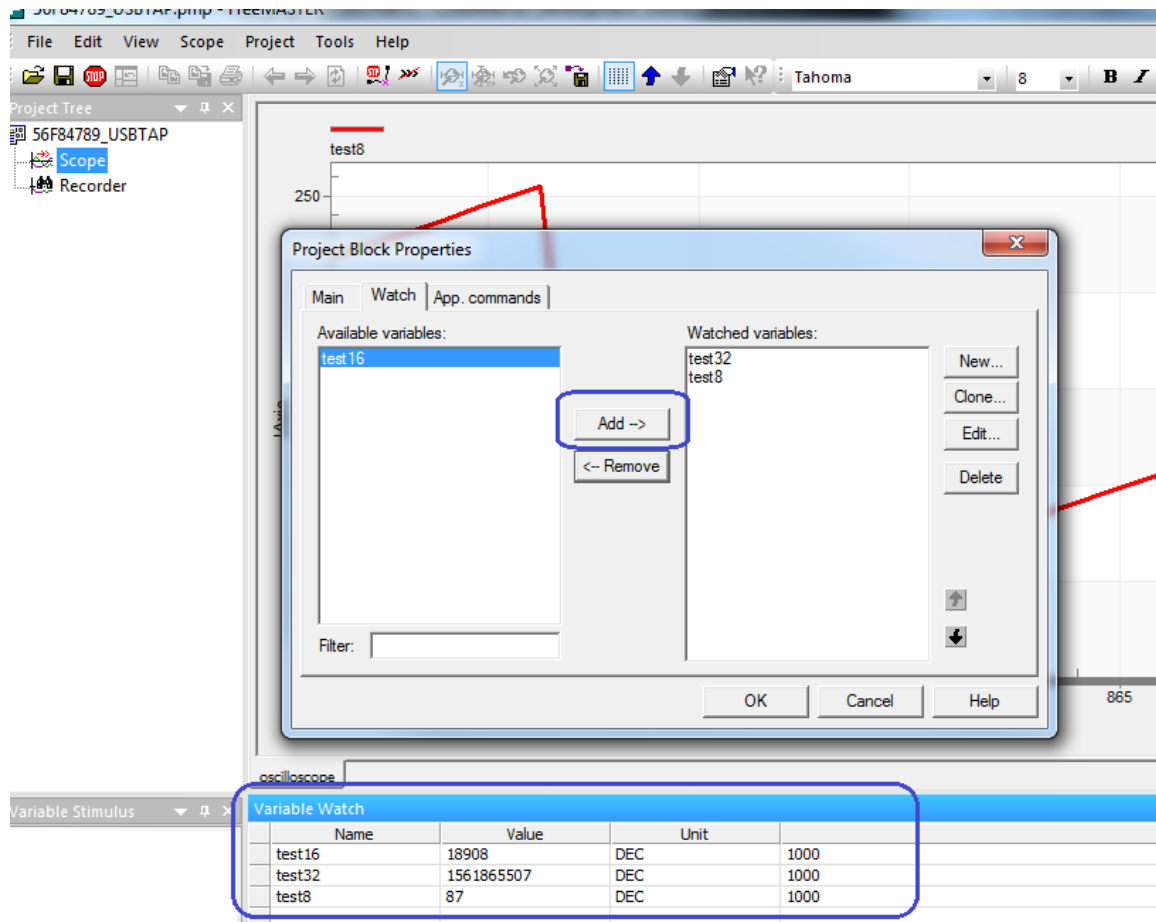 File Edit View Scope Project Tools Help
Tahoma 8 B I
Project Tree
56F84789_USBTAP
Scope
Recorder
test8
250
Project Block Properties
Main Watch App. commands
Available variables:
Watched variables:
test16
test32
test8
New...
Clone...
Add -->
Edit...
<-- Remove
Delete
Filter:
OK Cancel Help
865
oscilloscope
Variable Stimulus
Variable Watch
Name Value Unit
test16 18908 DEC 1000
test32 1561865507 DEC 1000
test8 87 DEC 1000